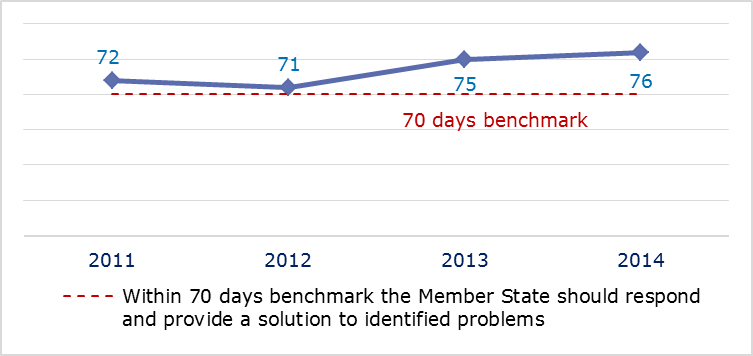 72
71
75
76
70 days benchmark
2011 2012 2013 2014
Within 70 days benchmark the Member State should respond
and provide a solution to identified problems